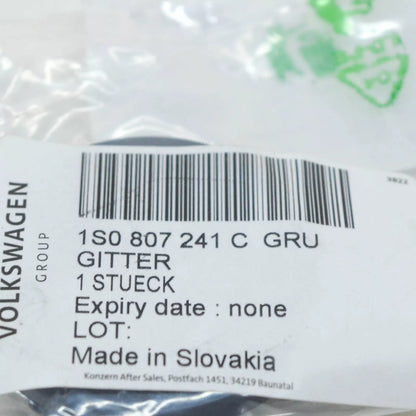 3822
VOLKSWAGEN
GROUP
1S0 807 241 C GRU
GITTER
1 STUECK
Expiry date : none
LOT:
Made in Slovakia
Konzern After Sales, Postfach 1451, 34219 Baunatal